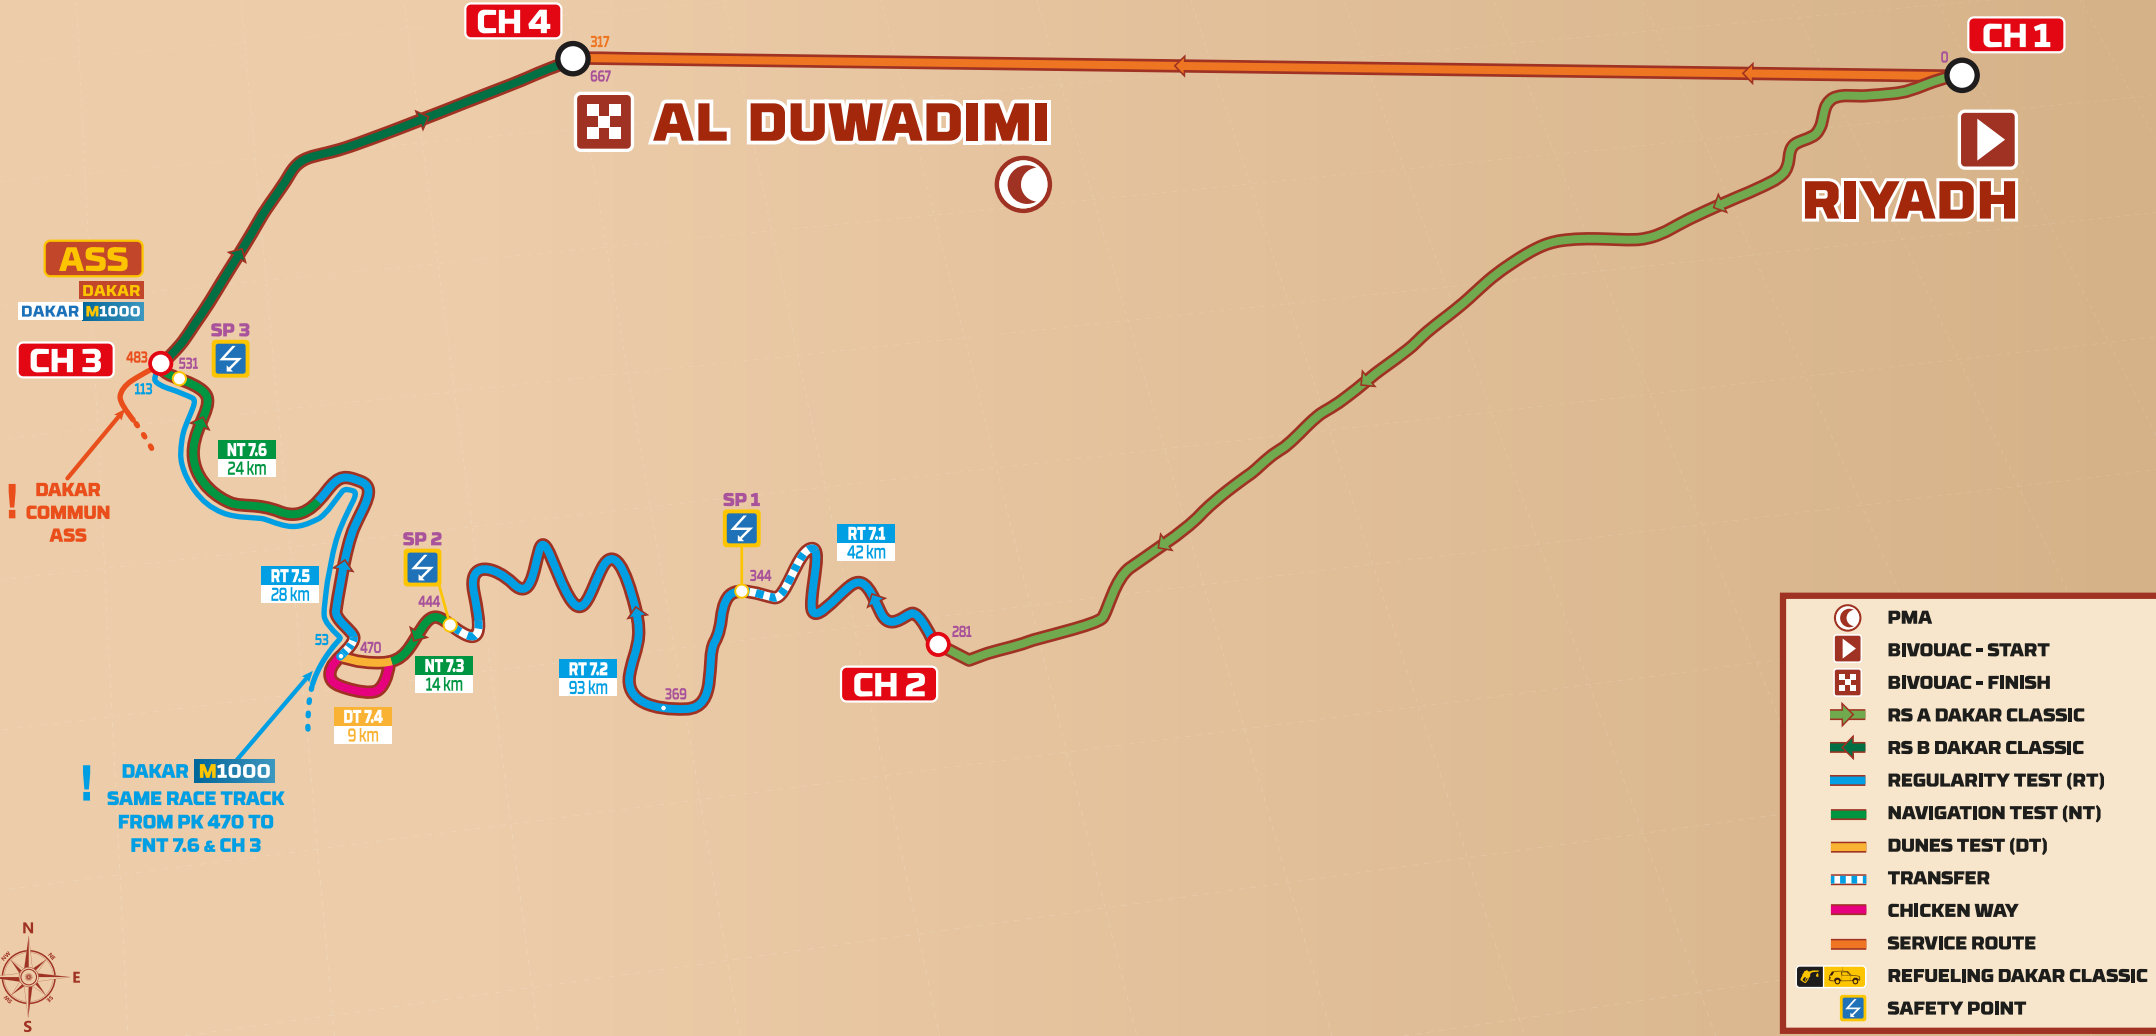 CH 4
317
667
AL DUWADIMI
CH 1
0
RIYADH
ASS
DAKAR
DAKAR M1000
SP 3
CH 3
483
531
113
NT 7.6
24 km
! DAKAR
COMMUN
ASS
RT 7.5
28 km
53
470
SP 2
444
NT 7.3
14 km
DT 7.4
9 km
SP 1
344
RT 7.1
42 km
RT 7.2
93 km
369
281
CH 2
! DAKAR M1000
SAME RACE TRACK
FROM PK 470 TO
FNT 7.6 & CH 3
N
NW
NE
E
SW
SE
S
PMA
BIVOUAC - START
BIVOUAC - FINISH
RS A DAKAR CLASSIC
RS B DAKAR CLASSIC
REGULARITY TEST (RT)
NAVIGATION TEST (NT)
DUNES TEST (DT)
TRANSFER
CHICKEN WAY
SERVICE ROUTE
REFUELING DAKAR CLASSIC
SAFETY POINT